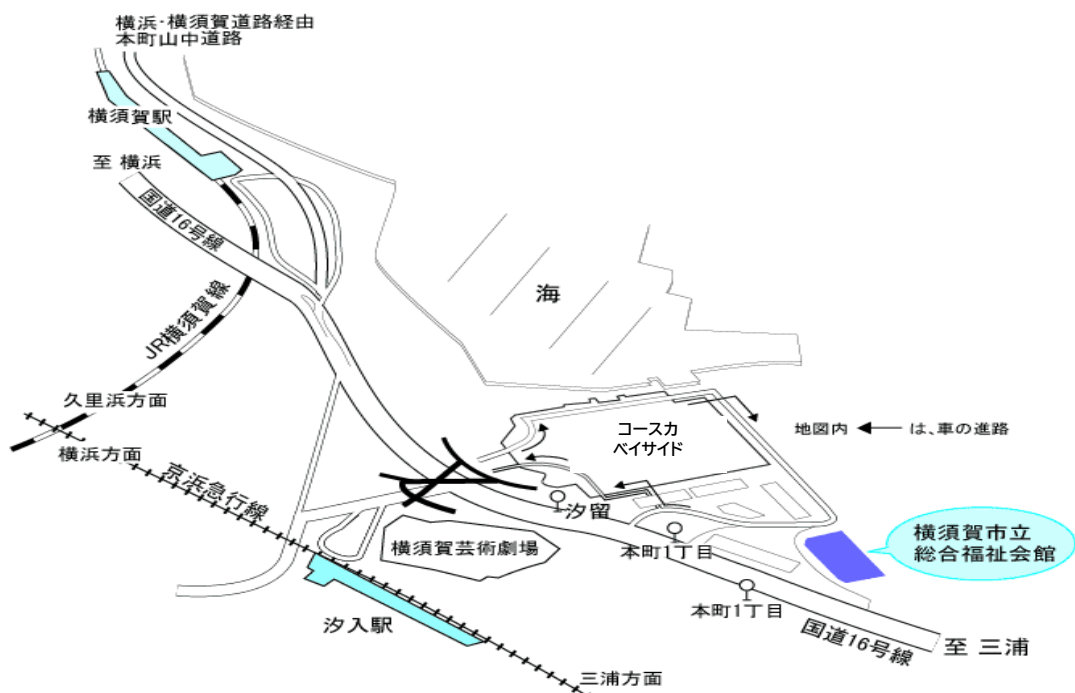 横浜・横須賀道路経由
本町山中道路
横須賀駅
至 横浜
国道16号線
JR横須賀線
久里浜方面
横浜方面
京浜急行線
海
コースカ
ベイサイド
地図内 ← は、車の進路
汐留
本町1丁目
横須賀芸術劇場
横須賀市立
総合福祉会館
本町1丁目
汐入駅
国道16号線
至 三浦
三浦方面